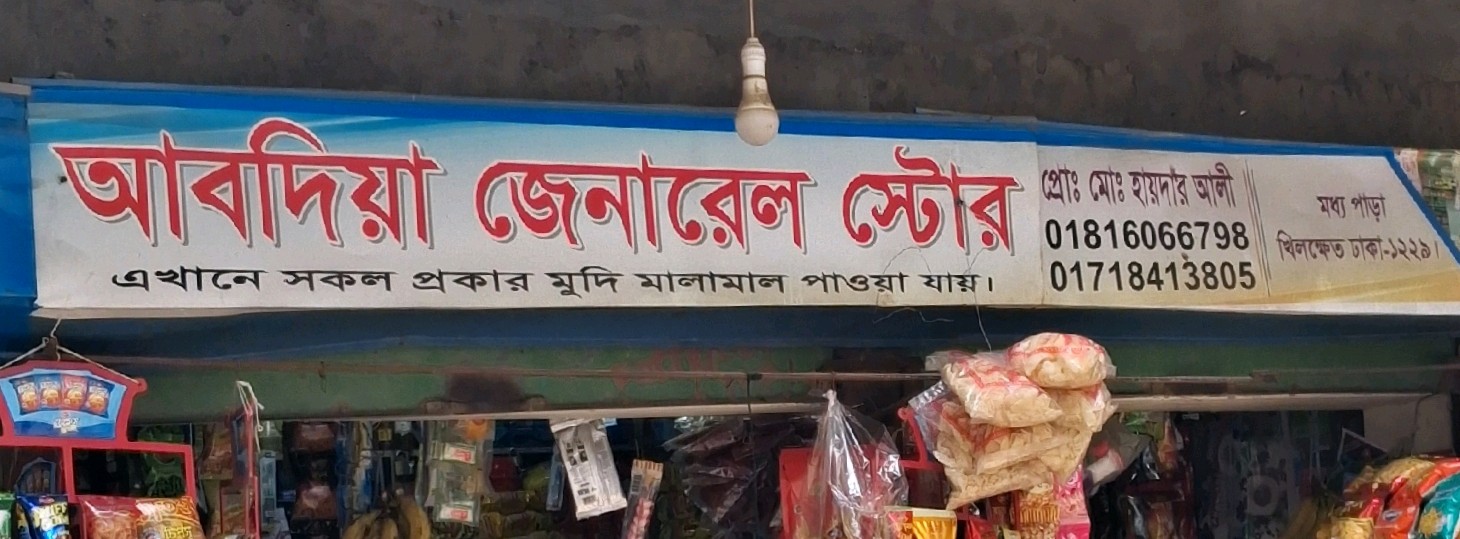 আবদিয়া জেনারেল স্টোর
এখানে সকল প্রকার মুদি মালামাল পাওয়া যায়।
প্রোঃ মোঃ হায়দার আলী
01816066798
01718413805
মধ্য পাড়া
খিলক্ষেত ঢাকা-১২২৯।